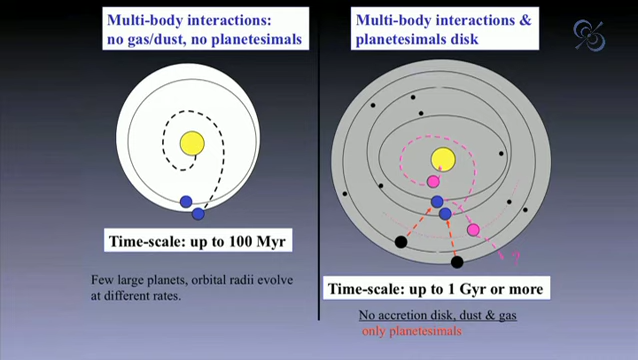 Multi-body interactions:
no gas/dust, no planetesimals
Time-scale: up to 100 Myr
Few large planets, orbital radii evolve
at different rates.
Multi-body interactions &
planetesimals disk
?
Time-scale: up to 1 Gyr or more
No accretion disk, dust & gas
only planetesimals